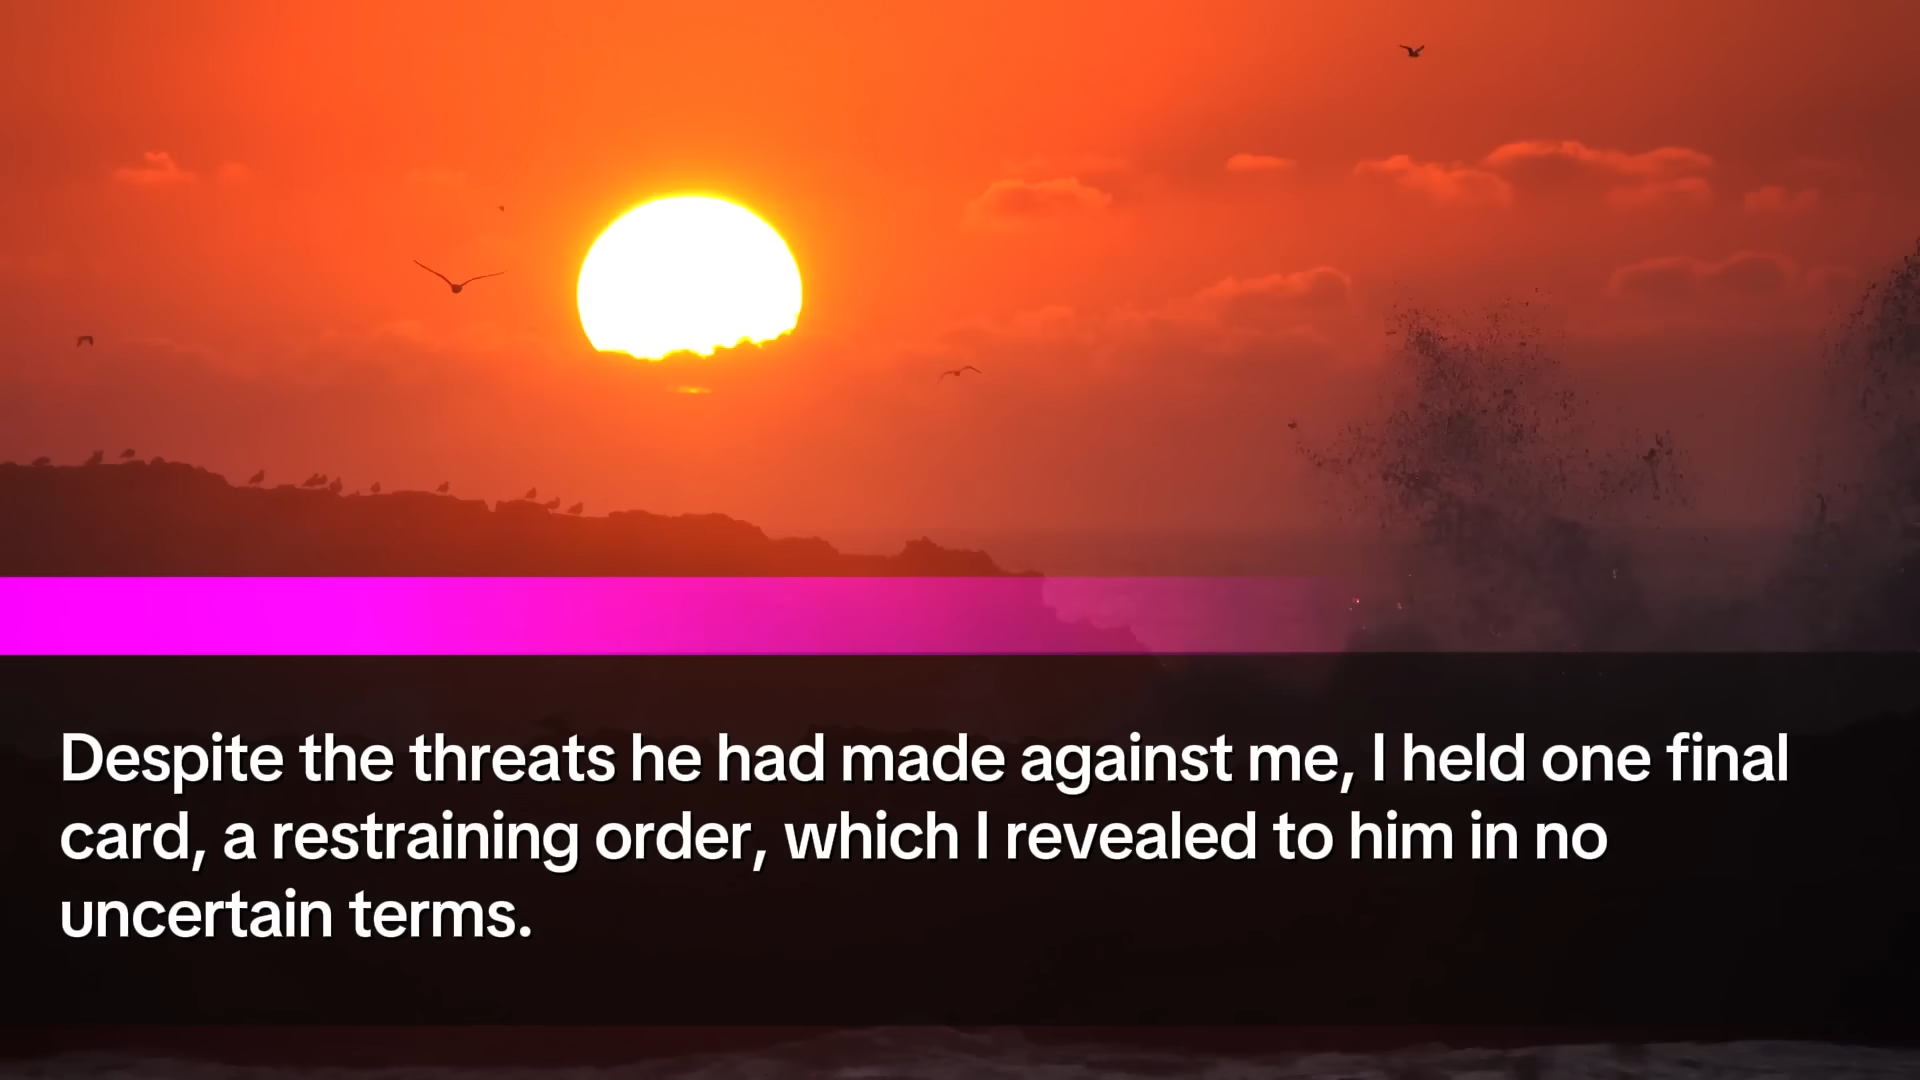 Despite the threats he had made against me, I held one final
card, a restraining order, which I revealed to him in no
uncertain terms.